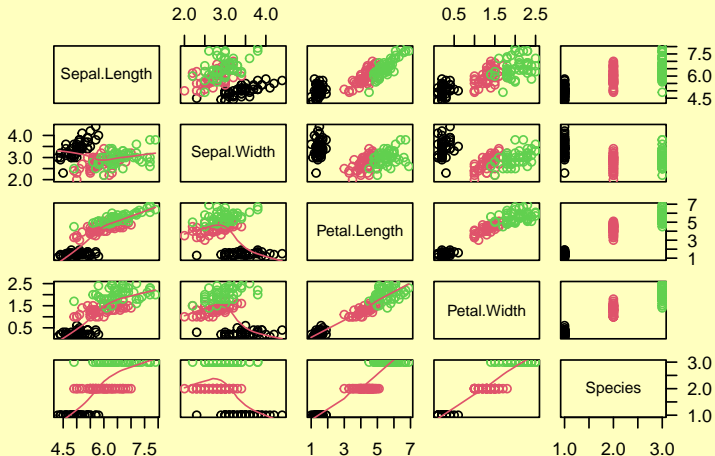 2.0 3.0 4.0 0.5 1.5 2.5
Sepal.Length
4.5 6.0 7.5
2.0 3.0 4.0
Sepal.Width
Petal.Length
1 3 5 7
0.5 1.5 2.5
Petal.Width
Species
1.0 2.0 3.0
4.5 6.0 7.5 1 3 5 7 1.0 2.0 3.0